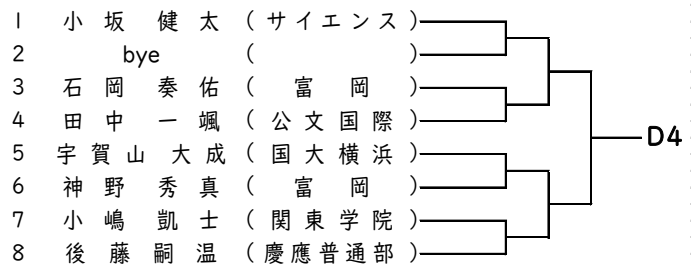 1 小坂 健太 (サイエンス)
2 bye ( )
3 石岡 奏佑 (富岡)
4 田中 一颯 (公文国際)
5 宇賀山 大成 (国大横浜)
6 神野 秀真 (富岡)
7 小嶋 凱士 (関東学院)
8 後藤 嗣温 (慶應普通部)
D4